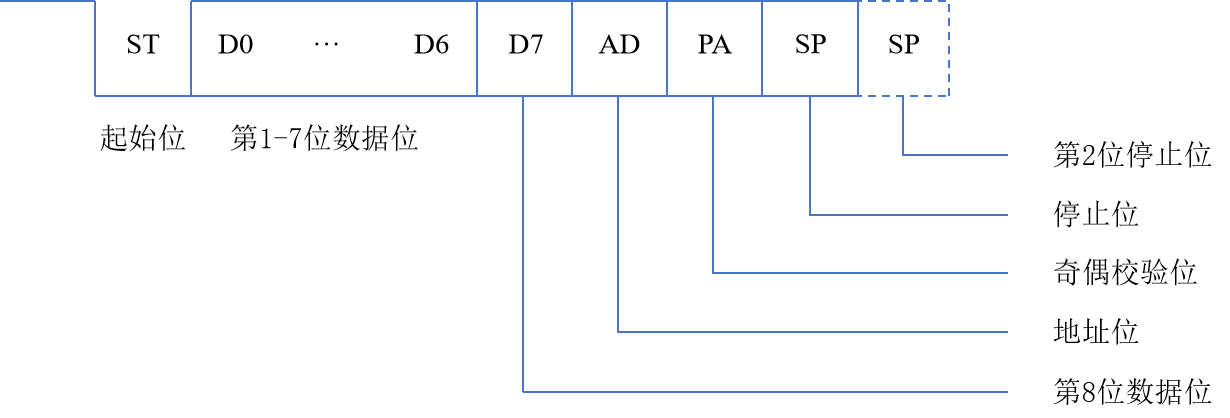 ST D0 … D6 D7 AD PA SP SP
起始位 第1-7位数据位
第2位停止位
停止位
奇偶校验位
地址位
第8位数据位